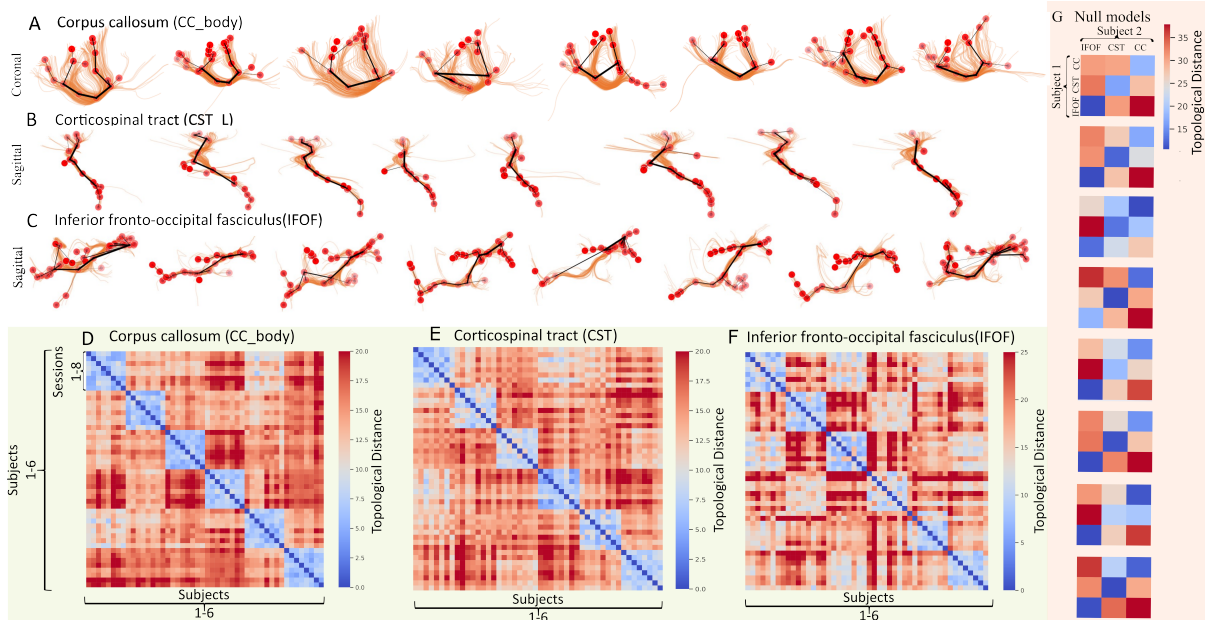 A Corpus callosum (CC_body)
Coronal
B Corticospinal tract (CST L)
Sagittal
C Inferior fronto-occipital fasciculus(IFOF)
Sagittal
D Corpus callosum (CC_body)
Sessions
1-8
Subjects
1-6
Subjects
1-6
20.0
17.5
15.0
12.5
10.0
7.5
5.0
2.5
0.0
Topological Distance
E Corticospinal tract (CST)
Subjects
1-6
20.0
17.5
15.0
12.5
10.0
7.5
5.0
2.5
0.0
Topological Distance
F Inferior fronto-occipital fasciculus(IFOF)
Subjects
1-6
25
20
15
10
5
0
Topological Distance
G Null models
Subject 2
IFOF CST CC
Subject 1
CC
CST
IFOF
35
30
25
20
15
Topological Distance